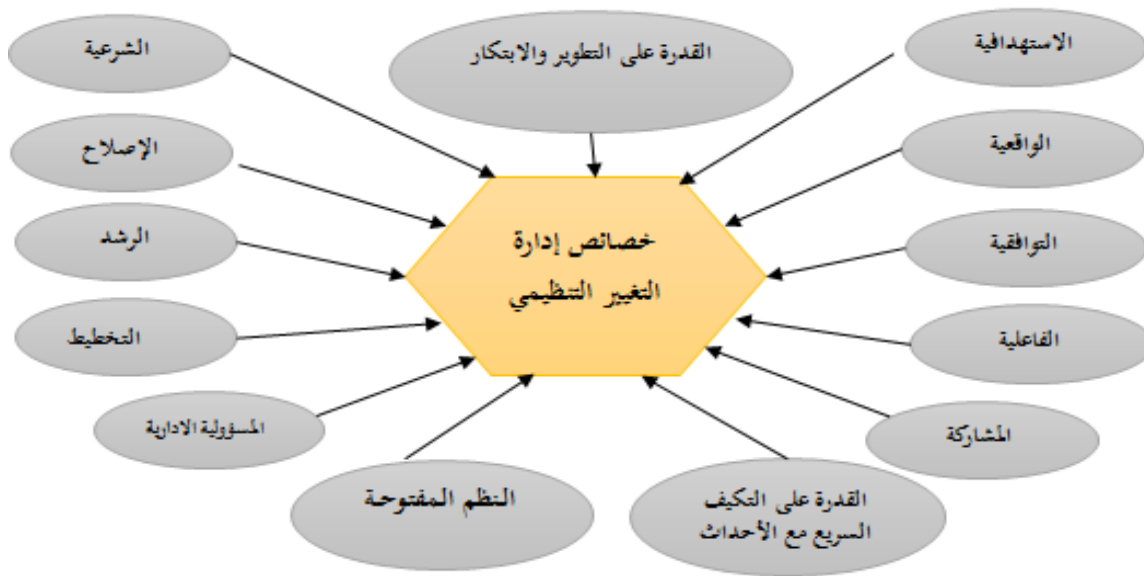 الشرعية
القدرة على التطوير والابتكار
الاستهدافية
الإصلاح
الواقعية
الرشد
خصائص إدارة
التغيير التنظيمي
التوافقية
التخطيط
الفاعلية
المسؤولية الادارية
المشاركة
النظم المفتوحة
القدرة على التكيف
السريع مع الأحداث